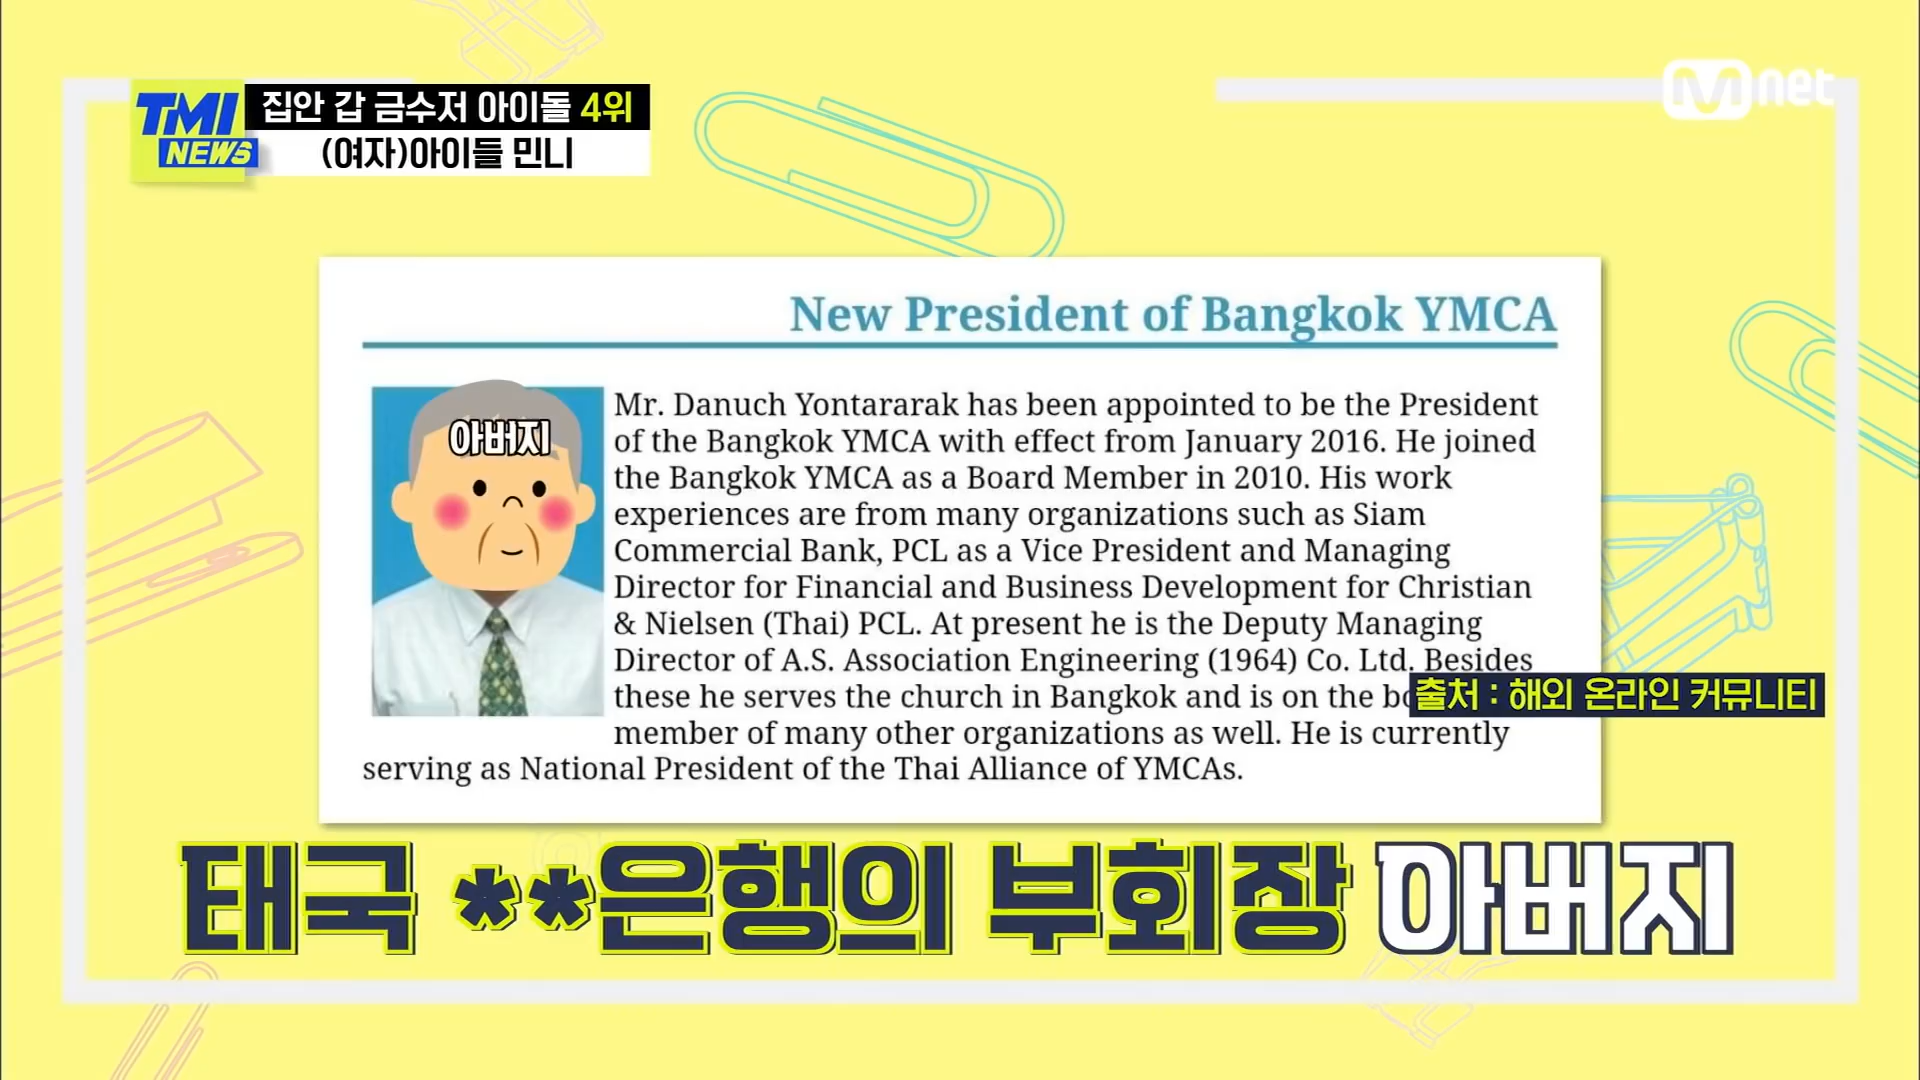 TMI
NEWS
집안 갑 금수저 아이돌 4위
(여자)아이들 민니
Mnet
New President of Bangkok YMCA
아버지
Mr. Danuch Yontararak has been appointed to be the President
of the Bangkok YMCA with effect from January 2016. He joined
the Bangkok YMCA as a Board Member in 2010. His work
experiences are from many organizations such as Siam
Commercial Bank, PCL as a Vice President and Managing
Director for Financial and Business Development for Christian
& Nielsen (Thai) PCL. At present he is the Deputy Managing
Director of A.S. Association Engineering (1964) Co. Ltd. Besides
these he serves the church in Bangkok and is on the
출처 : 해외 온라인 커뮤니티
member of many other organizations as well. He is currently
serving as National President of the Thai Alliance of YMCAs.
태국 **은행의 부회장 아버지